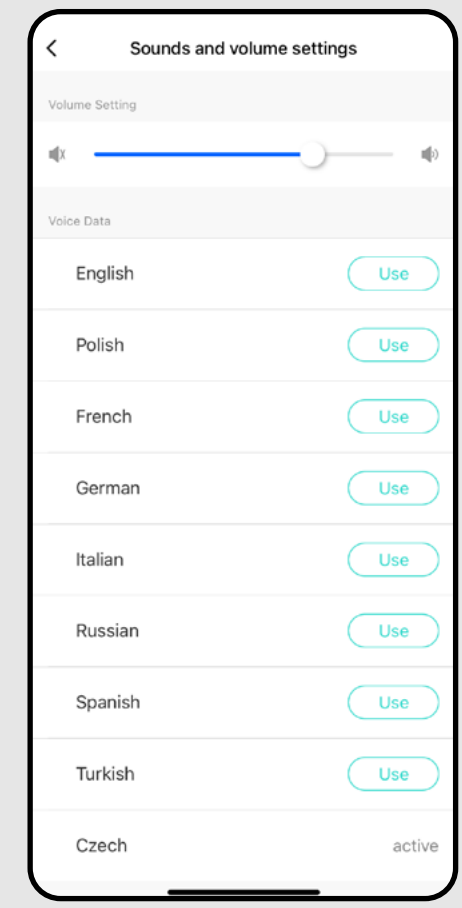 Sounds and volume settings
Volume Setting
Voice Data
English Use
Polish Use
French Use
German Use
Italian Use
Russian Use
Spanish Use
Turkish Use
Czech active